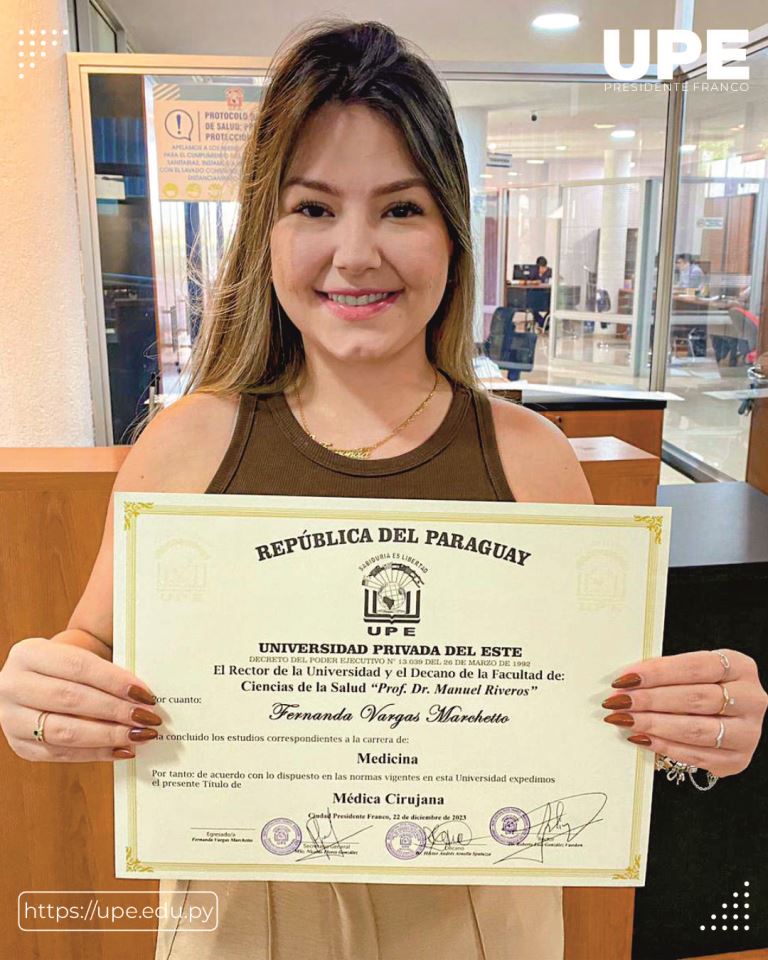 UPE
PRESIDENTE FRANCO
PROTOCOLO
DE SALUD
PROTECCIÓN
REPÚBLICA DEL PARAGUAY
SABIDURIA ES LIBERTAD
UPE
UNIVERSIDAD PRIVADA DEL ESTE
DECRETO DEL PODER EJECUTIVO N° 13.039 DEL 26 DE MARZO DE 1992
El Rector de la Universidad y el Decano de la Facultad de:
Ciencias de la Salud "Prof. Dr. Manuel Riveros"
Por cuanto:
Fernanda Vargas Marchetto
ha concluido los estudios correspondientes a la carrera de:
Medicina
Por tanto: de acuerdo con lo dispuesto en las normas vigentes en esta Universidad expedimos
el presente Título de
Médica Cirujana
Ciudad Presidente Franco, 22 de diciembre de 2023
Egresado/a
Fernanda Vargas Marchetto
Secretario General
Decano
https://upe.edu.py